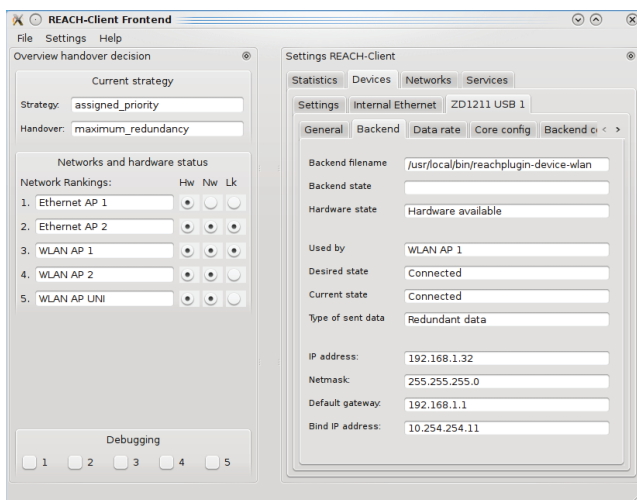 REACH-Client Frontend
File Settings Help
Overview handover decision
Current strategy
Strategy: assigned_priority
Handover: maximum_redundancy
Networks and hardware status
Network Rankings: Hw Nw Lk
1. Ethernet AP 1
2. Ethernet AP 2
3. WLAN AP 1
4. WLAN AP 2
5. WLAN AP UNI
Debugging
1 2 3 4 5
Settings REACH-Client
Statistics Devices Networks Services
Settings Internal Ethernet ZD1211 USB 1
General Backend Data rate Core config Backend
Backend filename /usr/local/bin/reachplugin-device-wlan
Backend state
Hardware state Hardware available
Used by WLAN AP 1
Desired state Connected
Current state Connected
Type of sent data Redundant data
IP address: 192.168.1.32
Netmask: 255.255.255.0
Default gateway: 192.168.1.1
Bind IP address: 10.254.254.11